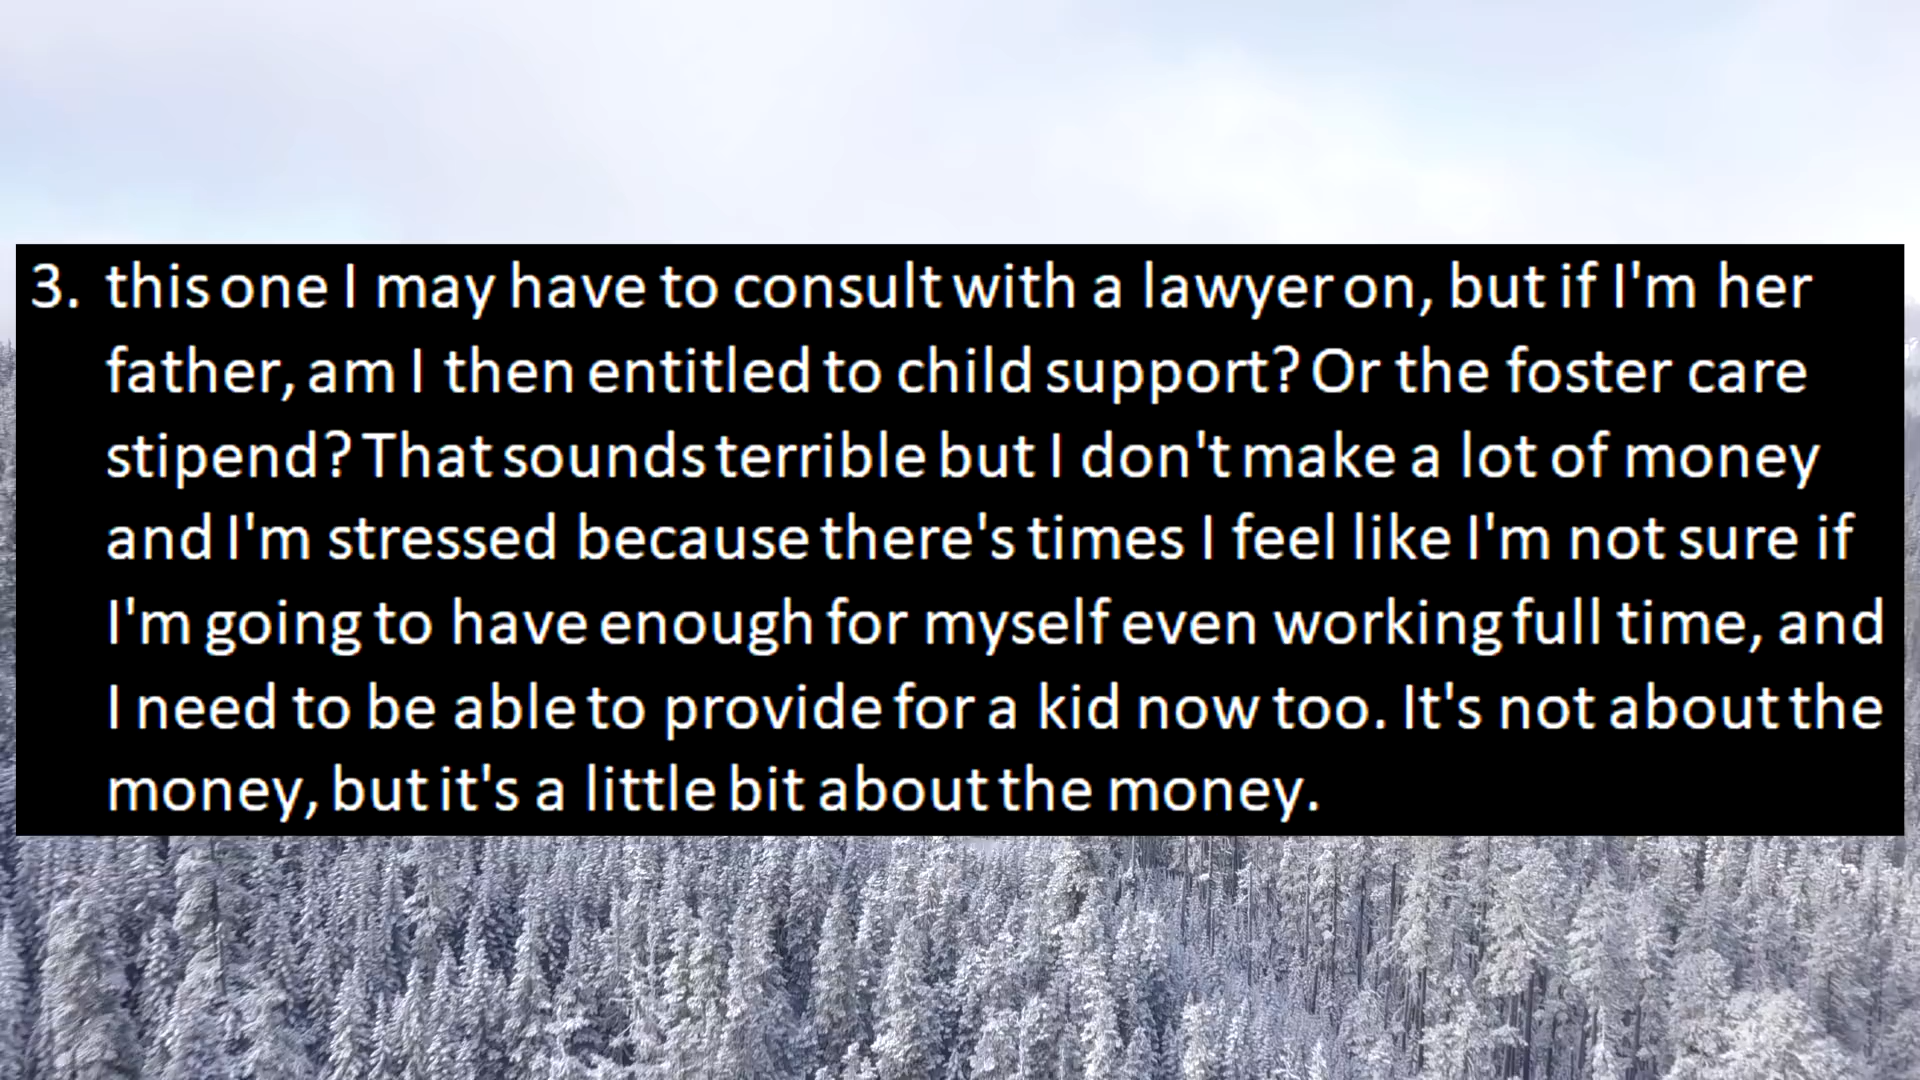 3. this one I may have to consult with a lawyer on, but if I'm her
father, am I then entitled to child support? Or the foster care
stipend? That sounds terrible but I don't make a lot of money
and I'm stressed because there's times I feel like I'm not sure if
I'm going to have enough for myself even working full time, and
I need to be able to provide for a kid now too. It's not about the
money, but it's a little bit about the money.